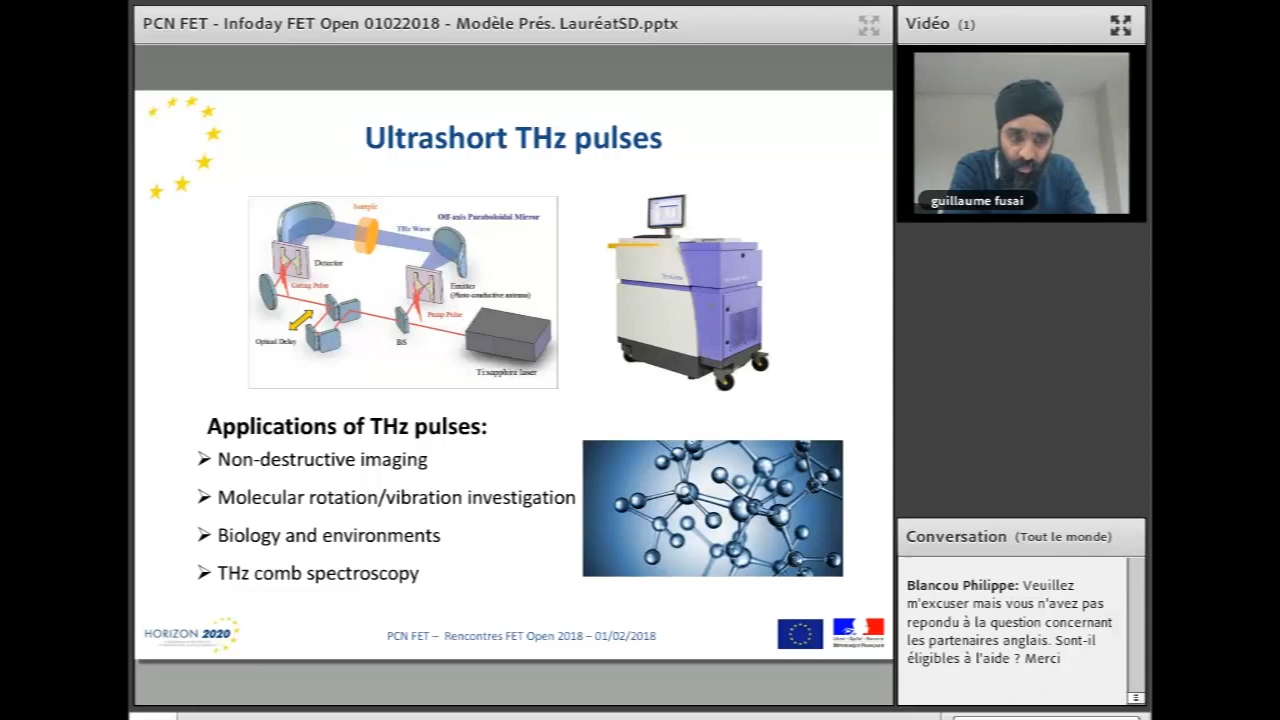 PCN FET - Infoday FET Open 01022018 - Modèle Prés. LauréatSD.pptx
Vidéo (1)
guillaume fusai
Ultrashort THz pulses
Sample
Off-axis Paraboloidal Mirror
THz Wave
Detector
Gating Pulse
Emitter
(Photo conductive antenna)
Pump Pulse
Optical Delay
BS
Ti:sapphire laser
Applications of THz pulses:
➢ Non-destructive imaging
➢ Molecular rotation/vibration investigation
➢ Biology and environments
➢ THz comb spectroscopy
HORIZON 2020
PCN FET – Rencontres FET Open 2018 – 01/02/2018
Conversation (Tout le monde)
Blancou Philippe: Veuillez
m'excuser mais vous n'avez pas
repondu à la question concernant
les partenaires anglais. Sont-il
éligibles à l'aide ? Merci